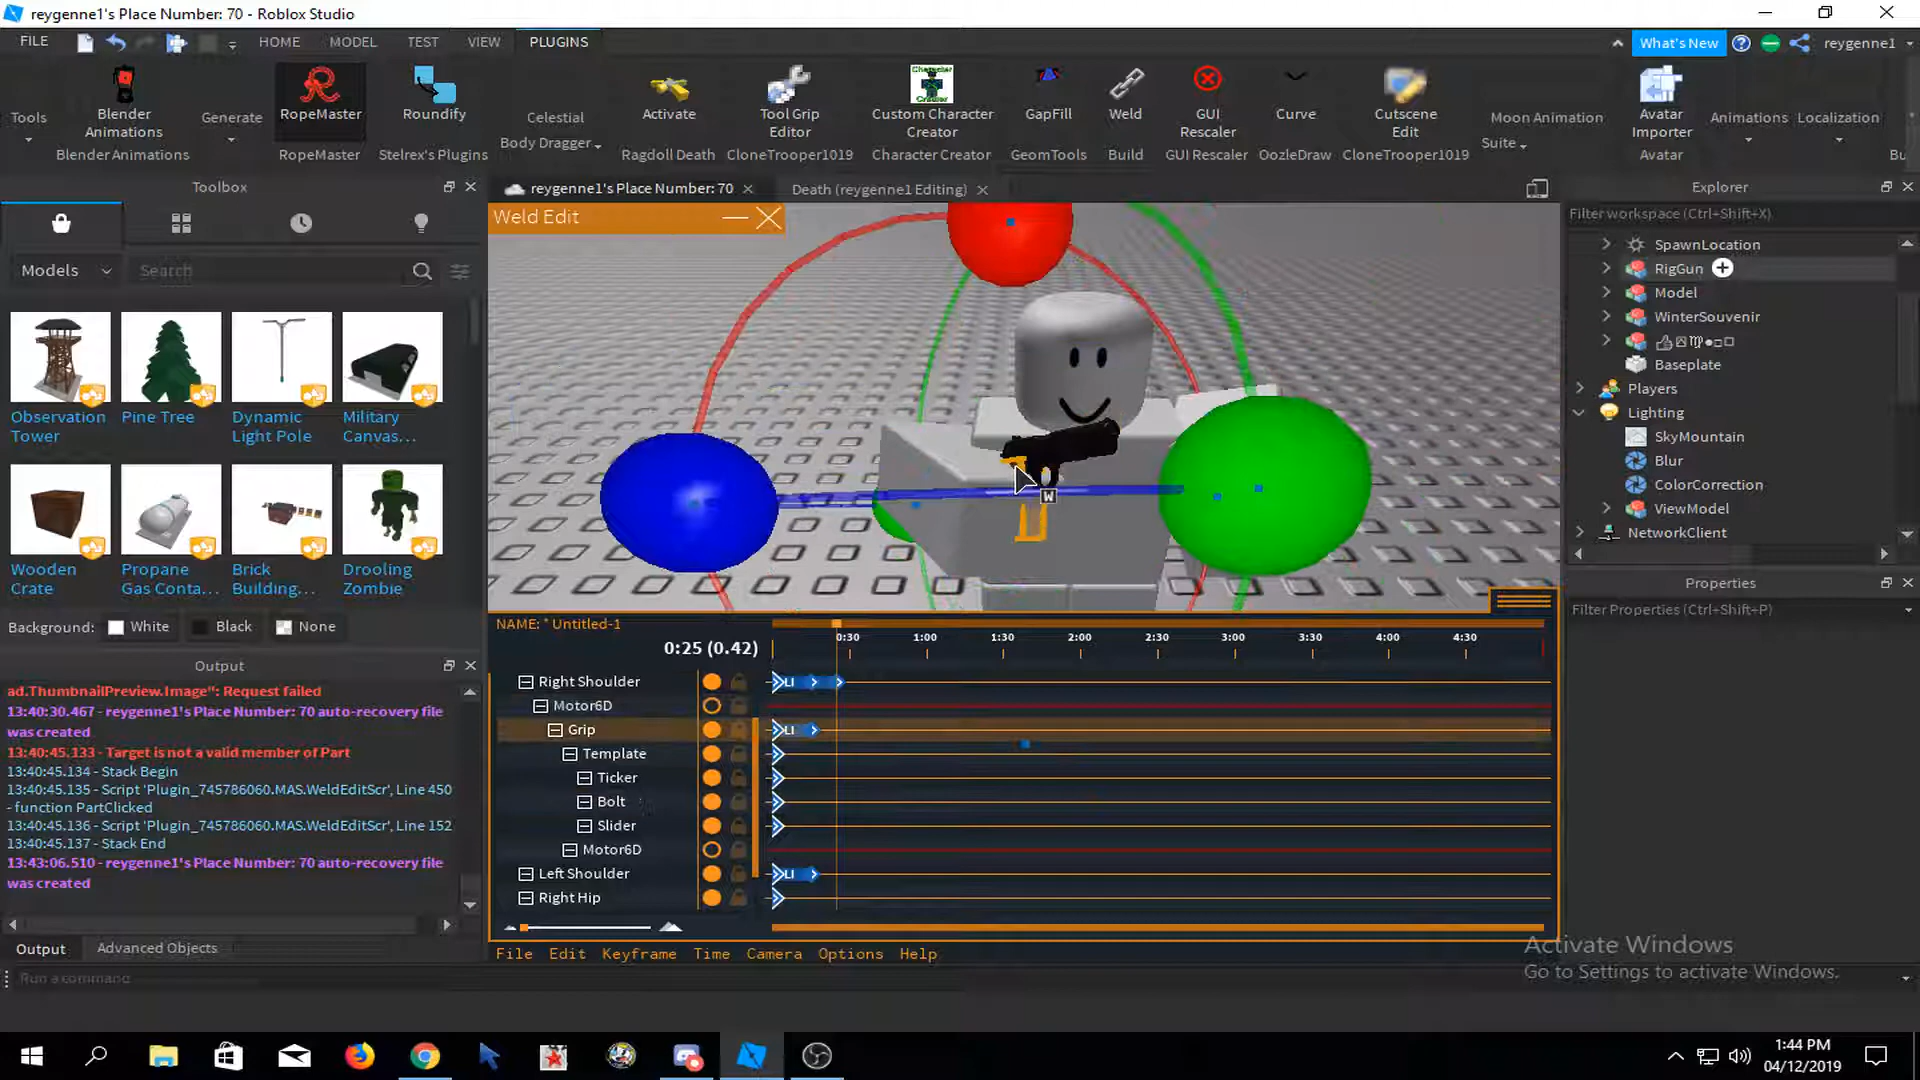 reygenne1's Place Number: 70 - Roblox Studio
FILE
HOME
MODEL
TEST
VIEW
PLUGINS
What's New
reygenne1
Tools
Blender
Animations
Blender Animations
Generate
RopeMaster
RopeMaster
Roundify
Stelrex's Plugins
Celestial
Body Dragger
Activate
Ragdoll Death
Tool Grip
Editor
CloneTrooper1019
Custom Character
Creator
Character Creator
GapFill
GeomTools
Weld
Build
GUI
Rescaler
GUI Rescaler
Curve
OozleDraw
Cutscene
Edit
CloneTrooper1019
Moon Animation
Suite
Avatar
Importer
Avatar
Animations
Localization
Bu
Toolbox
Models
Search
Observation
Tower
Pine Tree
Dynamic
Light Pole
Military
Canvas...
Wooden
Crate
Propane
Gas Conta...
Brick
Building...
Drooling
Zombie
Background:
White
Black
None
Output
ad.ThumbnailPreview.Image": Request failed
13:40:30.467 - reygenne1's Place Number: 70 auto-recovery file
was created
13:40:45.133 - Target is not a valid member of Part
13:40:45.134 - Stack Begin
13:40:45.135 - Script 'Plugin_745786060.MAS.WeldEditScr', Line 450
- function PartClicked
13:40:45.136 - Script 'Plugin_745786060.MAS.WeldEditScr', Line 152
13:40:45.137 - Stack End
13:43:06.510 - reygenne1's Place Number: 70 auto-recovery file
was created
Output
Advanced Objects
Run a command
reygenne1's Place Number: 70
Death (reygenne1 Editing)
Weld Edit
W
NAME: * Untitled-1
0:25 (0.42)
0:30
1:00
1:30
2:00
2:30
3:00
3:30
4:00
4:30
Right Shoulder
LI
Motor6D
Grip
LI
Template
Ticker
Bolt
Slider
Motor6D
Left Shoulder
LI
Right Hip
File
Edit
Keyframe
Time
Camera
Options
Help
Explorer
Filter workspace (Ctrl+Shift+X)
SpawnLocation
RigGun
Model
WinterSouvenir
Baseplate
Players
Lighting
SkyMountain
Blur
ColorCorrection
ViewModel
NetworkClient
Properties
Filter Properties (Ctrl+Shift+P)
Activate Windows
Go to Settings to activate Windows.
1:44 PM
04/12/2019